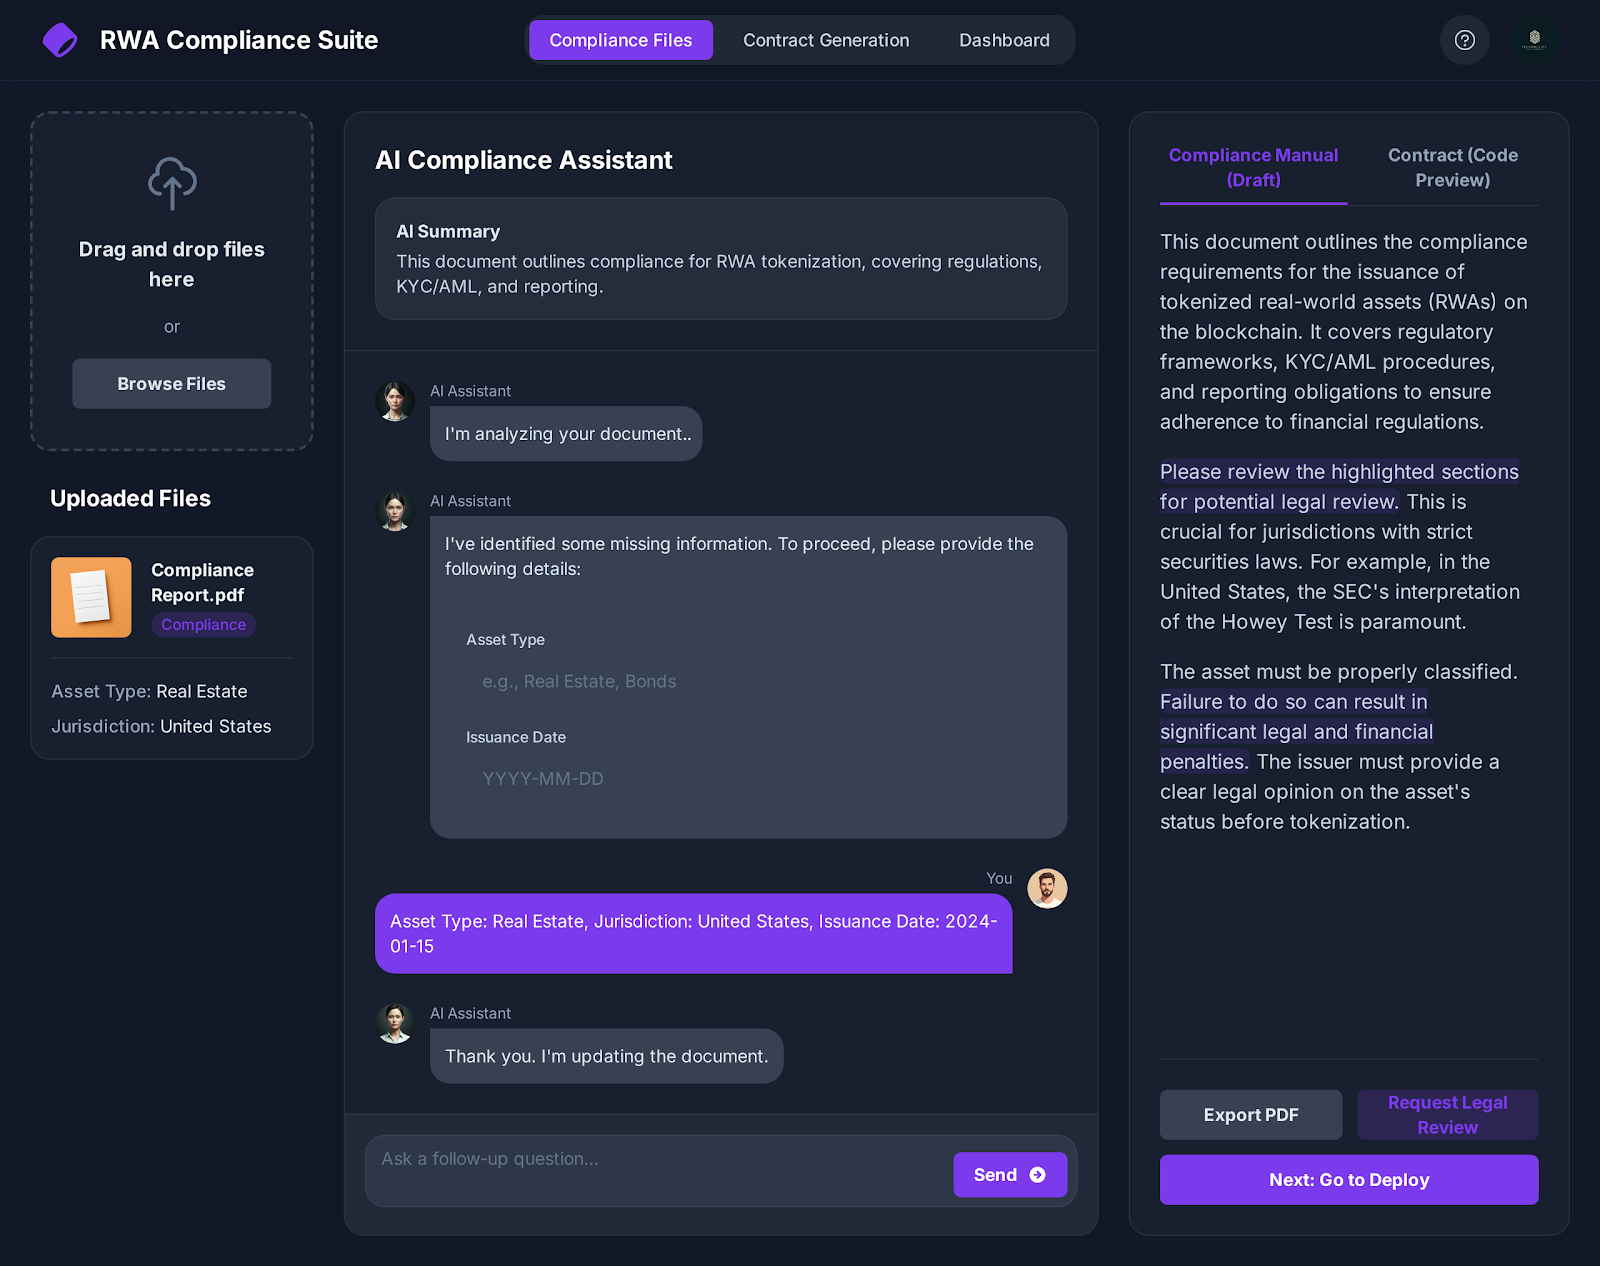 RWA Compliance Suite
Compliance Files
Contract Generation
Dashboard
Drag and drop files
here
or
Browse Files
Uploaded Files
Compliance
Report.pdf
Compliance
Asset Type: Real Estate
Jurisdiction: United States
AI Compliance Assistant
AI Summary
This document outlines compliance for RWA tokenization, covering regulations,
KYC/AML, and reporting.
AI Assistant
I'm analyzing your document..
AI Assistant
I've identified some missing information. To proceed, please provide the
following details:
Asset Type
e.g., Real Estate, Bonds
Issuance Date
YYYY-MM-DD
You
Asset Type: Real Estate, Jurisdiction: United States, Issuance Date: 2024-
01-15
AI Assistant
Thank you. I'm updating the document.
Ask a follow-up question...
Send
Compliance Manual
(Draft)
Contract (Code
Preview)
This document outlines the compliance
requirements for the issuance of
tokenized real-world assets (RWAs) on
the blockchain. It covers regulatory
frameworks, KYC/AML procedures,
and reporting obligations to ensure
adherence to financial regulations.
Please review the highlighted sections
for potential legal review. This is
crucial for jurisdictions with strict
securities laws. For example, in the
United States, the SEC's interpretation
of the Howey Test is paramount.
The asset must be properly classified.
Failure to do so can result in
significant legal and financial
penalties. The issuer must provide a
clear legal opinion on the asset's
status before tokenization.
Export PDF
Request Legal
Review
Next: Go to Deploy